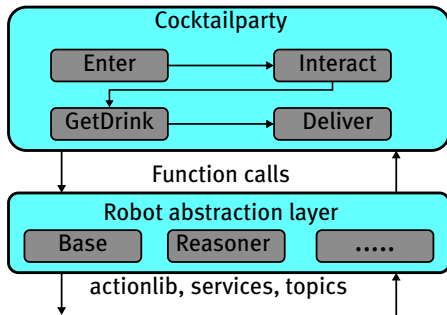 Cocktailparty
Enter
Interact
GetDrink
Deliver
Function calls
Robot abstraction layer
Base
Reasoner
.....
actionlib, services, topics